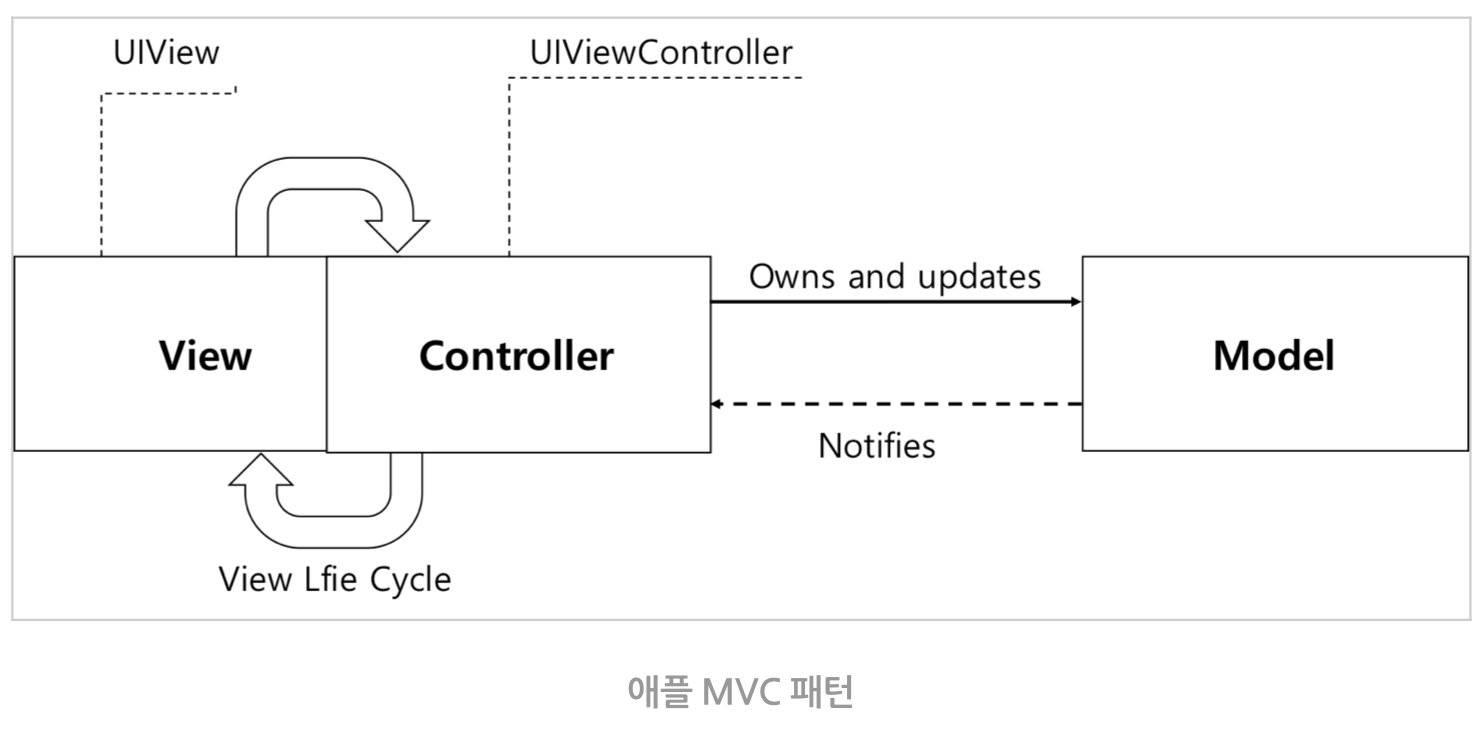 UIView
UIViewController
Owns and updates
View
Controller
Model
Notifies
View Lfie Cycle
애플 MVC 패턴